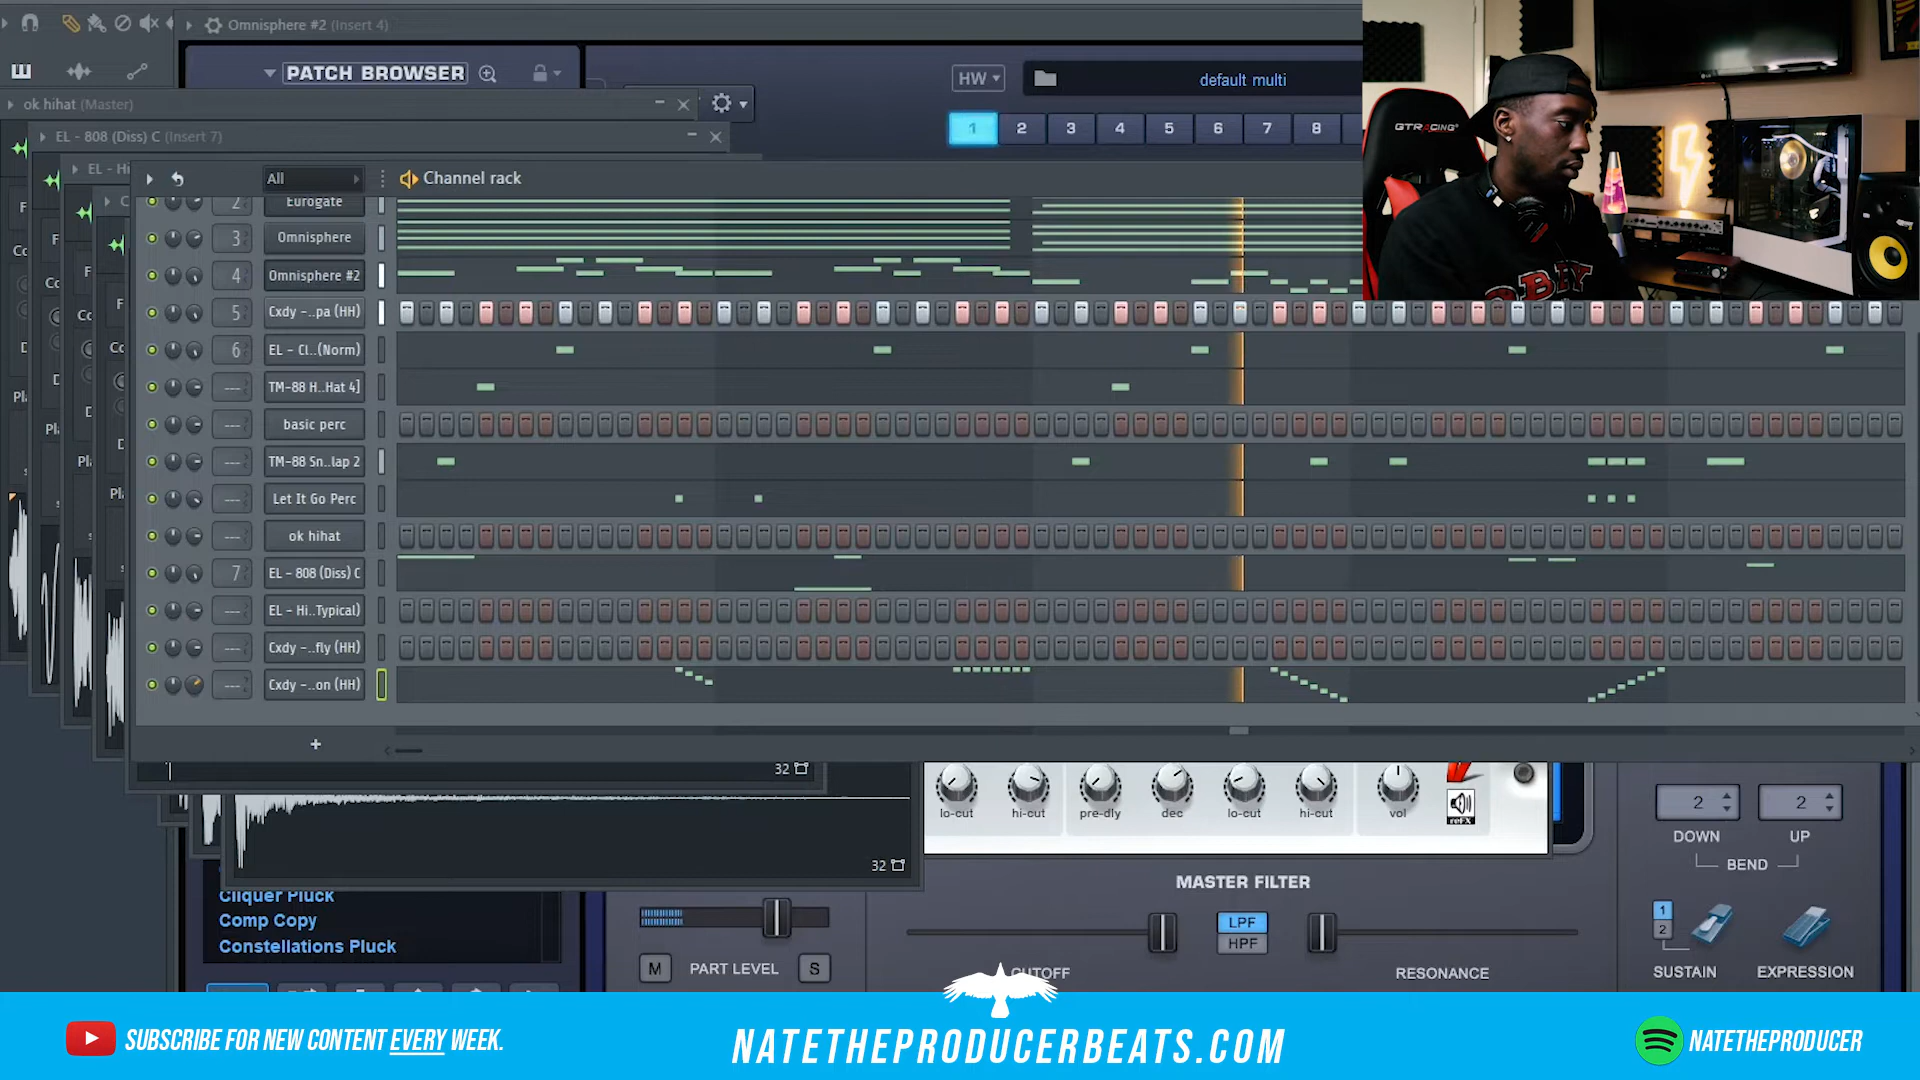 Omnisphere #2 (Insert 4)
PATCH BROWSER
HW
default multi
ok hihat (Master)
1 2 3 4 5 6 7 8
EL - 808 (Diss) C (Insert 7)
EL - Hi
All
Channel rack
2 Eurogate
3 Omnisphere
4 Omnisphere #2
5 Cxdy -..pa (HH)
6 EL - Cl..(Norm)
--- TM-88 H..Hat 4]
--- basic perc
--- TM-88 Sn..lap 2
--- Let It Go Perc
--- ok hihat
7 EL - 808 (Diss) C
--- EL - Hi..Typical)
--- Cxdy -..fly (HH)
--- Cxdy -..on (HH)
+
32
32
lo-cut hi-cut pre-dly dec lo-cut hi-cut vol
reFX
2 2
DOWN UP
BEND
Cliquer Pluck
Comp Copy
Constellations Pluck
MASTER FILTER
LPF
HPF
M PART LEVEL S
CUTOFF
RESONANCE
1
2
SUSTAIN
EXPRESSION
GTRACING
SUBSCRIBE FOR NEW CONTENT EVERY WEEK.
NATETHEPRODUCERBEATS.COM
NATETHEPRODUCER